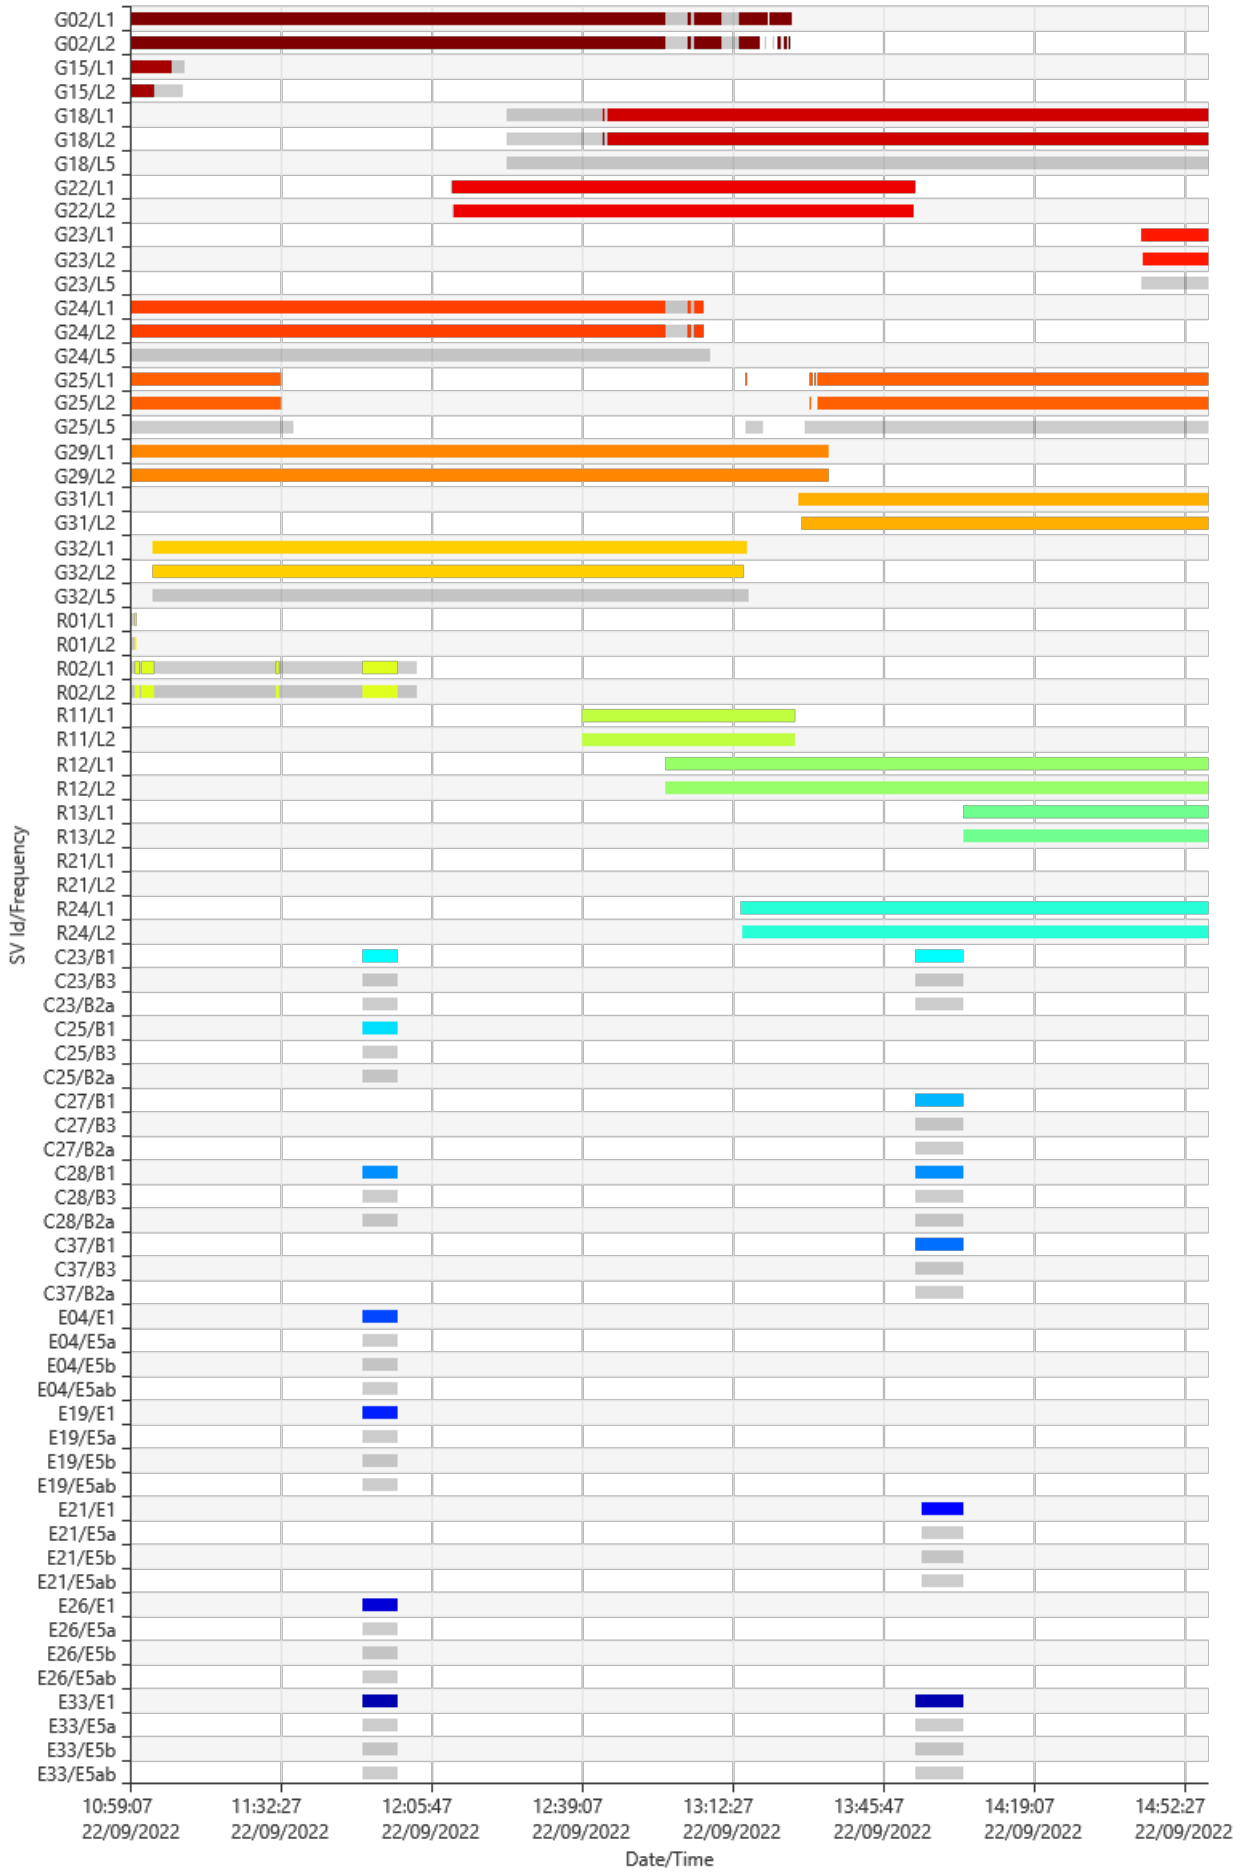 G02/L1
G02/L2
G15/L1
G15/L2
G18/L1
G18/L2
G18/L5
G22/L1
G22/L2
G23/L1
G23/L2
G23/L5
G24/L1
G24/L2
G24/L5
G25/L1
G25/L2
G25/L5
G29/L1
G29/L2
G31/L1
G31/L2
G32/L1
G32/L2
G32/L5
R01/L1
R01/L2
R02/L1
R02/L2
R11/L1
R11/L2
R12/L1
R12/L2
R13/L1
R13/L2
R21/L1
R21/L2
R24/L1
R24/L2
C23/B1
C23/B3
C23/B2a
C25/B1
C25/B3
C25/B2a
C27/B1
C27/B3
C27/B2a
C28/B1
C28/B3
C28/B2a
C37/B1
C37/B3
C37/B2a
E04/E1
E04/E5a
E04/E5b
E04/E5ab
E19/E1
E19/E5a
E19/E5b
E19/E5ab
E21/E1
E21/E5a
E21/E5b
E21/E5ab
E26/E1
E26/E5a
E26/E5b
E26/E5ab
E33/E1
E33/E5a
E33/E5b
E33/E5ab
SV Id/Frequency
10:59:07 11:32:27 12:05:47 12:39:07 13:12:27 13:45:47 14:19:07 14:52:27
22/09/2022 22/09/2022 22/09/2022 22/09/2022 22/09/2022 22/09/2022 22/09/2022 22/09/2022
Date/Time